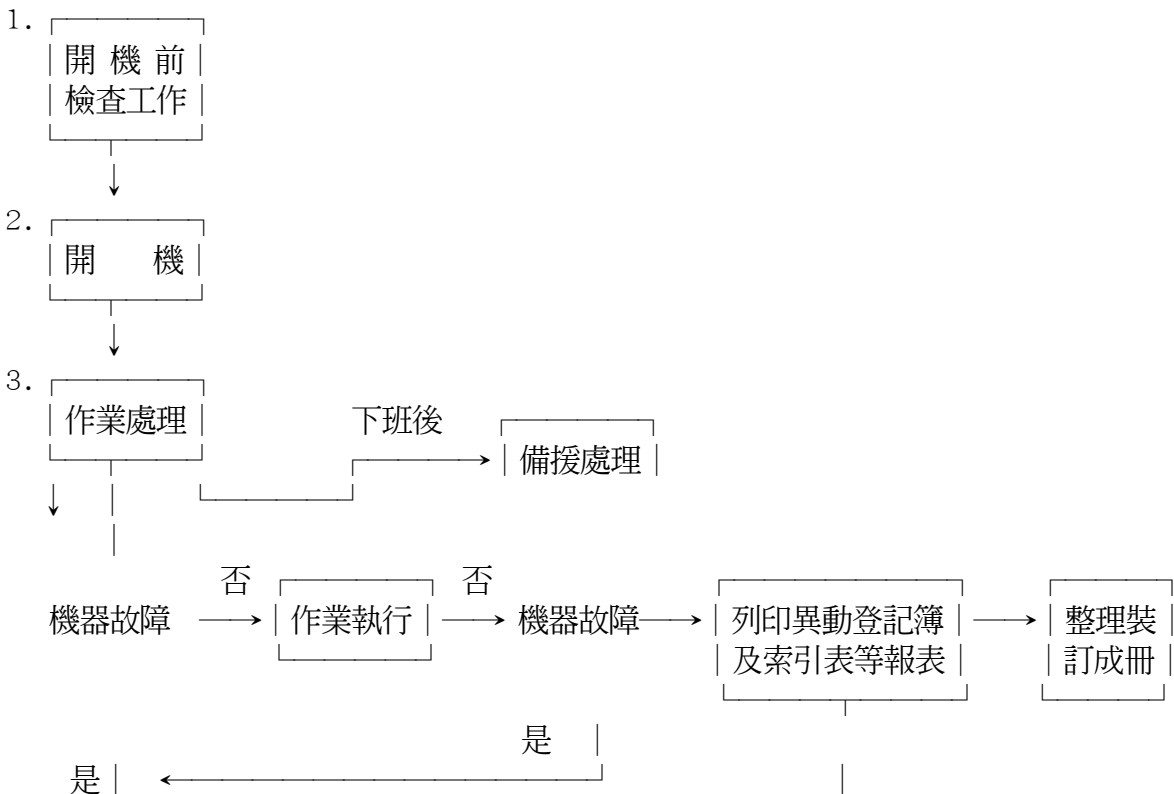 1.
開機前
檢查工作
2.
開機
3.
作業處理
下班後
備援處理
否 否
機器故障 作業執行 機器故障 列印異動登記簿 整理裝
及索引表等報表 訂成冊
是
是